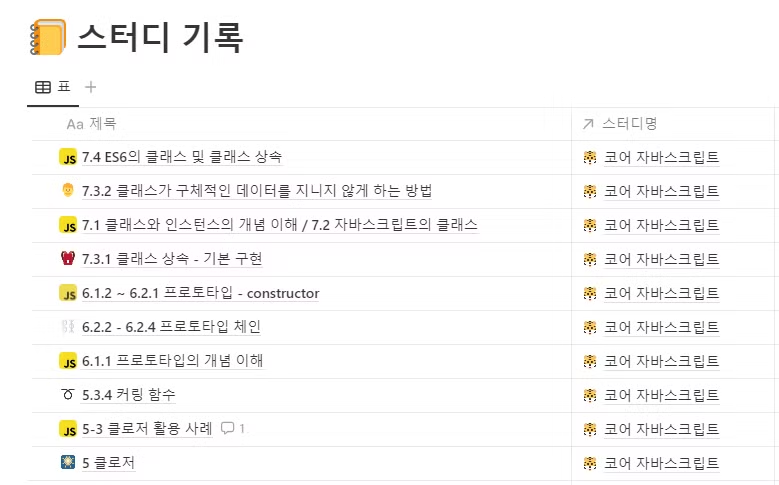 스터디 기록
표
Aa 제목 스터디명
JS 7.4 ES6의 클래스 및 클래스 상속 코어 자바스크립트
7.3.2 클래스가 구체적인 데이터를 지니지 않게 하는 방법 코어 자바스크립트
JS 7.1 클래스와 인스턴스의 개념 이해 / 7.2 자바스크립트의 클래스 코어 자바스크립트
7.3.1 클래스 상속 - 기본 구현 코어 자바스크립트
JS 6.1.2 ~ 6.2.1 프로토타입 - constructor 코어 자바스크립트
6.2.2 - 6.2.4 프로토타입 체인 코어 자바스크립트
JS 6.1.1 프로토타입의 개념 이해 코어 자바스크립트
5.3.4 커링 함수 코어 자바스크립트
JS 5-3 클로저 활용 사례 1 코어 자바스크립트
5 클로저 코어 자바스크립트